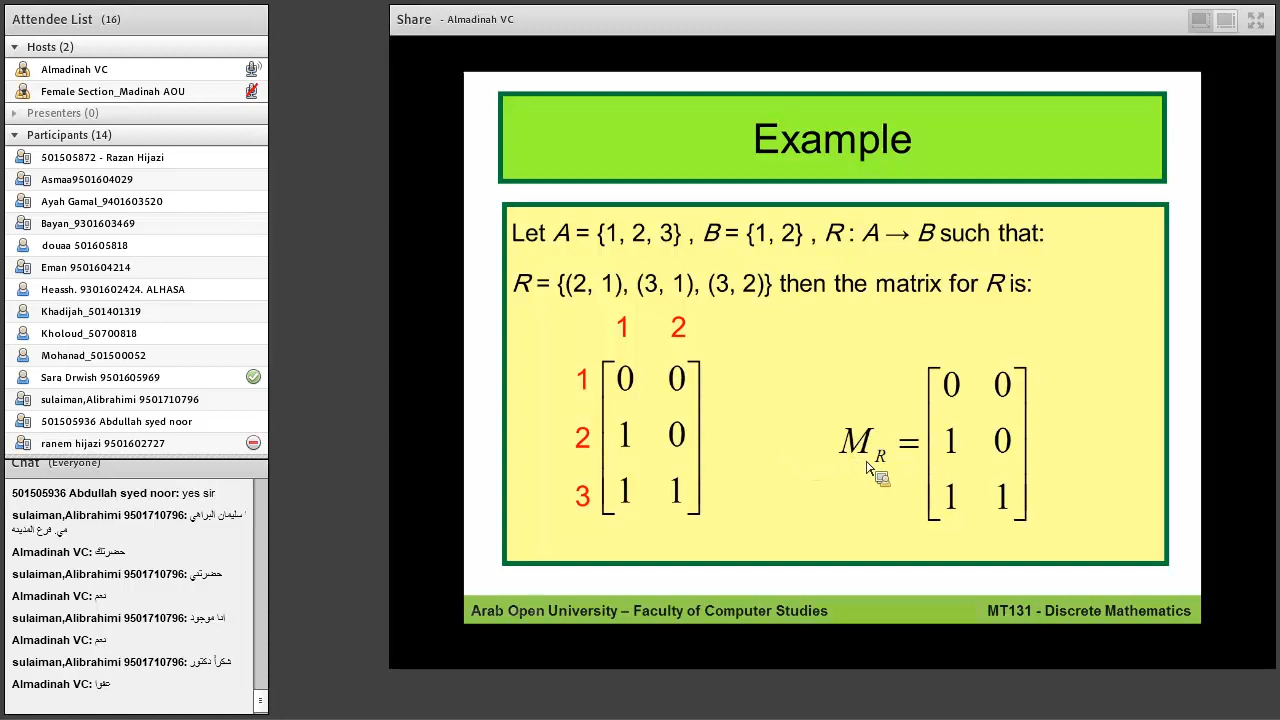 Attendee List (16)
Hosts (2)
Almadinah VC
Female Section_Madinah AOU
Presenters (0)
Participants (14)
501505872 - Razan Hijazi
Asmaa9501604029
Ayah Gamal_9401603520
Bayan_9301603469
douaa 501605818
Eman 9501604214
Heassh. 9301602424. ALHASA
Khadijah_501401319
Kholoud_50700818
Mohanad_501500052
Sara Drwish 9501605969
sulaiman,Alibrahimi 9501710796
501505936 Abdullah syed noor
ranem hijazi 9501602727
Chat (Everyone)
501505936 Abdullah syed noor: yes sir
sulaiman,Alibrahimi 9501710796: سليمان البراهي
مي. فرع المدينه
Almadinah VC: حضرتك
sulaiman,Alibrahimi 9501710796: حضرتني
Almadinah VC: نعم
sulaiman,Alibrahimi 9501710796: انا موجود
Almadinah VC: نعم
sulaiman,Alibrahimi 9501710796: شكراً دكتور
Almadinah VC: عفوا
Share - Almadinah VC
Example
Let A = {1, 2, 3} , B = {1, 2} , R : A → B such that:
R = {(2, 1), (3, 1), (3, 2)} then the matrix for R is:
1 2
1 0 0
2 1 0
3 1 1
M_R =
0 0
1 0
1 1
Arab Open University – Faculty of Computer Studies
MT131 - Discrete Mathematics